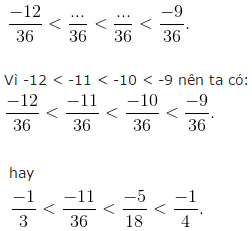 -12/36 < .../36 < .../36 < -9/36.
Vì -12 < -11 < -10 < -9 nên ta có:
-12/36 < -11/36 < -10/36 < -9/36.
hay
-1/3 < -11/36 < -5/18 < -1/4.